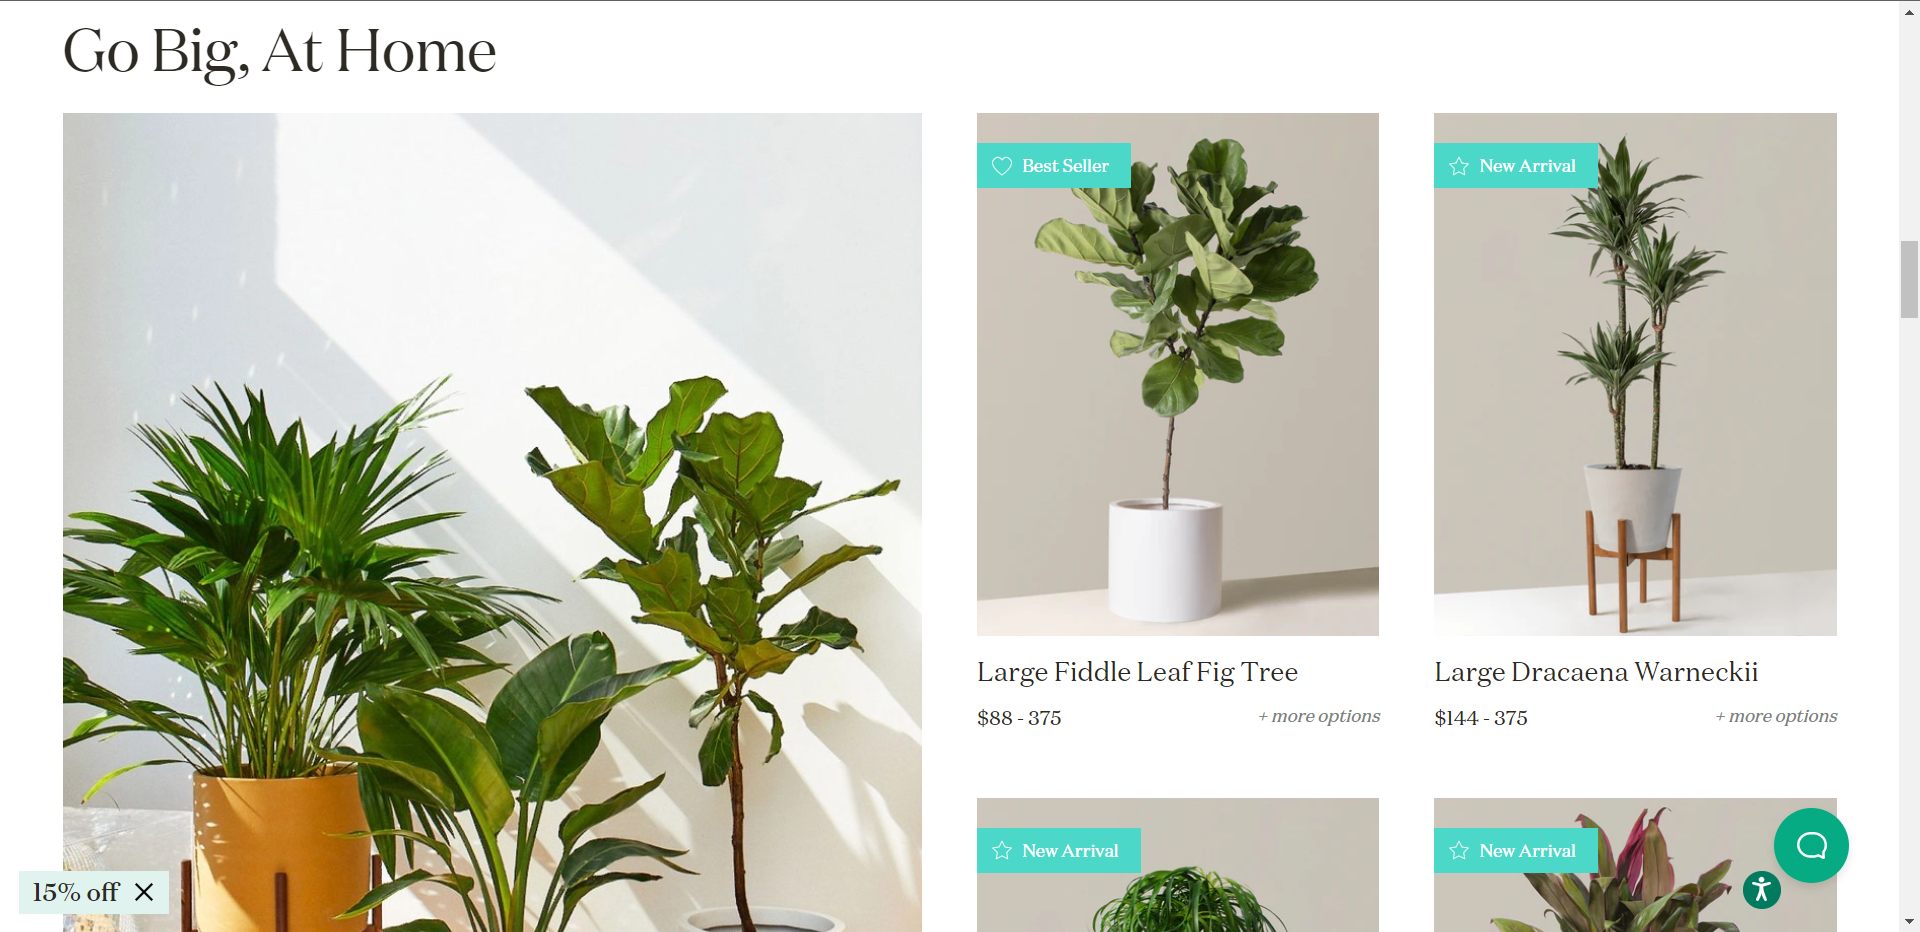 Go Big, At Home
Best Seller
New Arrival
Large Fiddle Leaf Fig Tree
$88 - 375
+ more options
Large Dracaena Warneckii
$144 - 375
+ more options
New Arrival
New Arrival
15% off